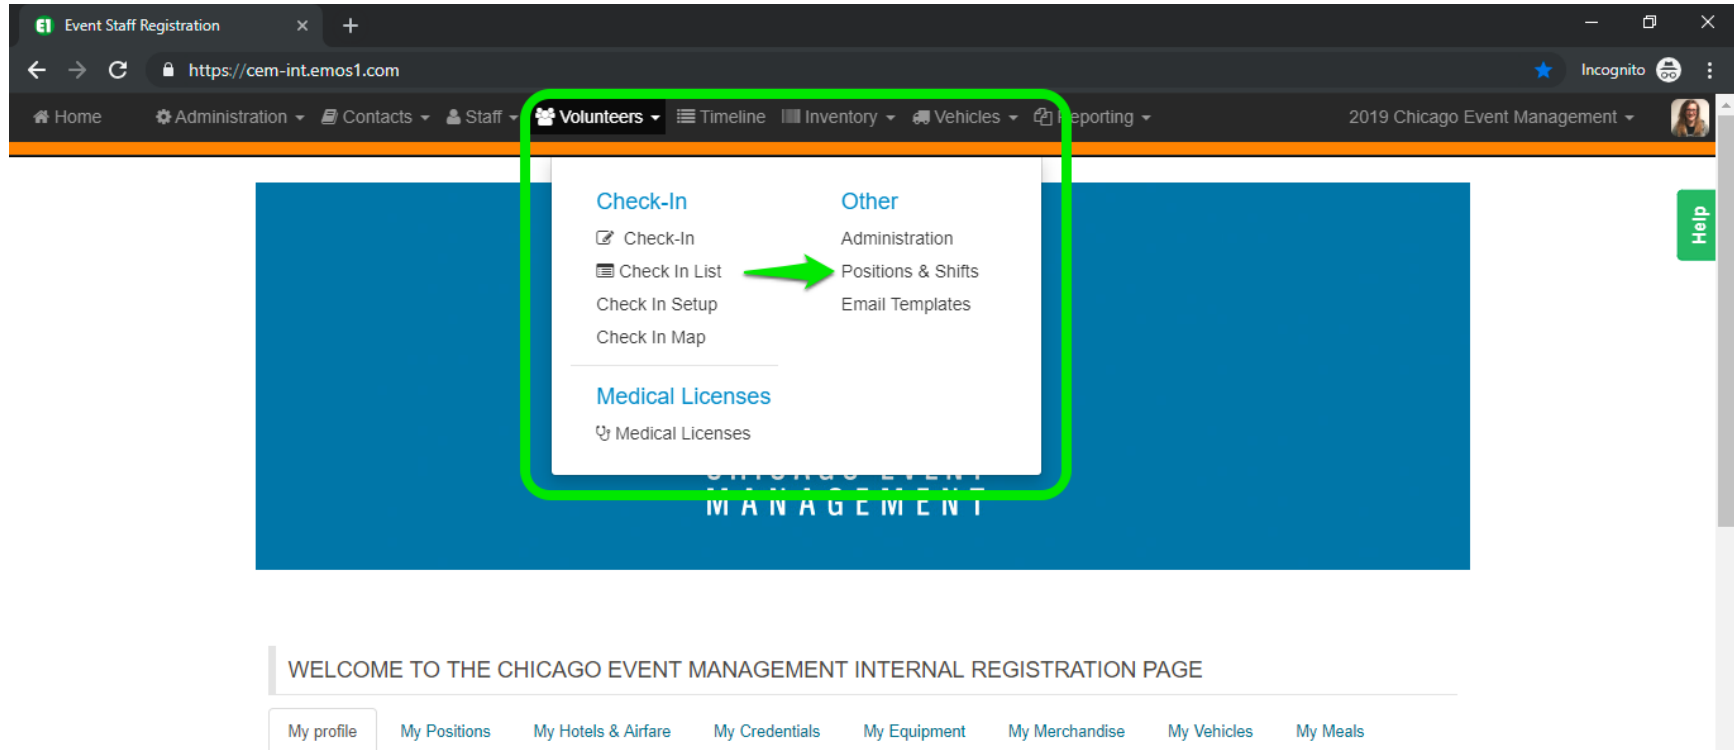 Event Staff Registration
https://cem-int.emos1.com
Incognito
Home Administration Contacts Staff Volunteers Timeline Inventory Vehicles Reporting 2019 Chicago Event Management
Check-In
Check-In
Check In List
Check In Setup
Check In Map
Medical Licenses
Medical Licenses
Other
Administration
Positions & Shifts
Email Templates
Help
CHICAGO EVENT
MANAGEMENT
WELCOME TO THE CHICAGO EVENT MANAGEMENT INTERNAL REGISTRATION PAGE
My profile My Positions My Hotels & Airfare My Credentials My Equipment My Merchandise My Vehicles My Meals